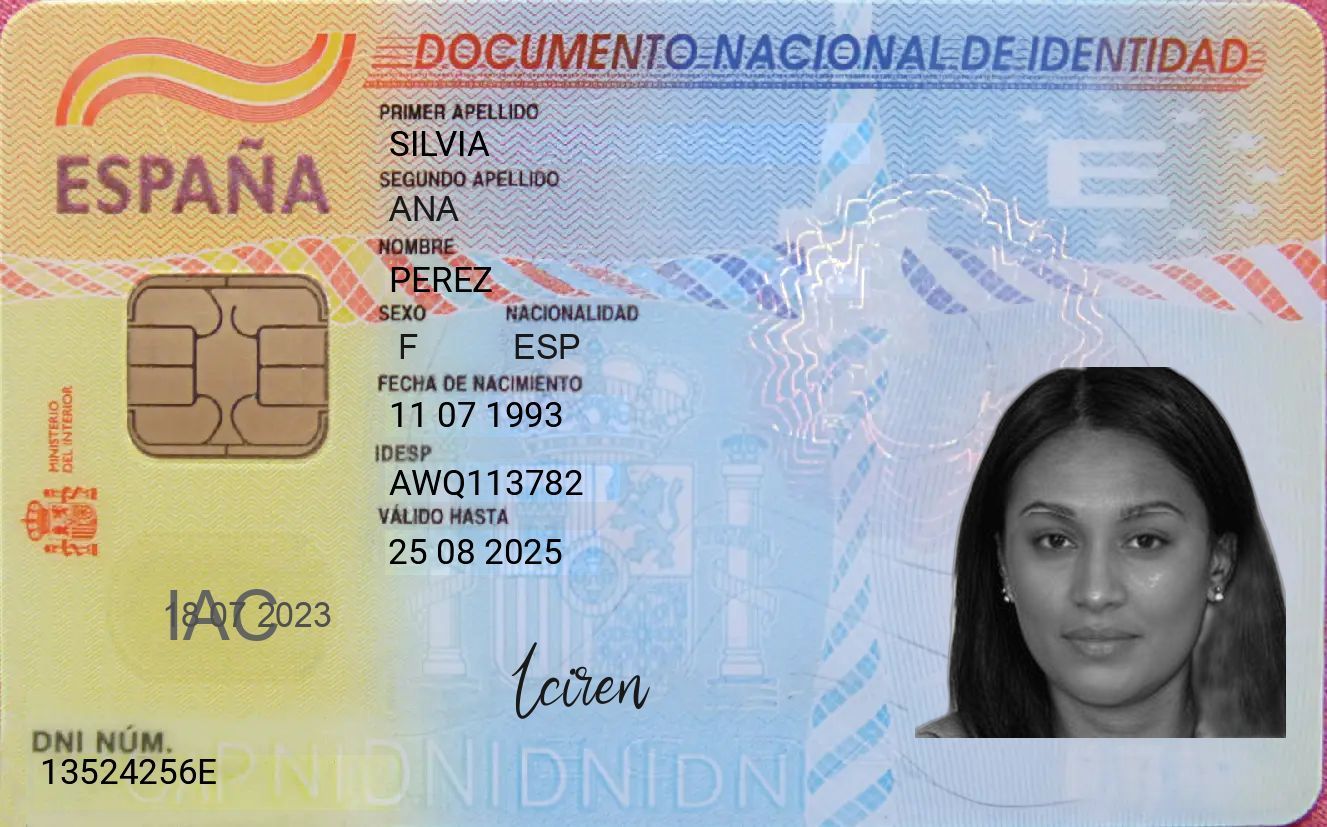 DOCUMENTO NACIONAL DE IDENTIDAD
ESPAÑA
PRIMER APELLIDO
SILVIA
SEGUNDO APELLIDO
ANA
NOMBRE
PEREZ
SEXO NACIONALIDAD
F ESP
FECHA DE NACIMIENTO
11 07 1993
IDESP
AWQ113782
VÁLIDO HASTA
25 08 2025
MINISTERIO
DEL INTERIOR
E
IAC
18 07 2023
Iciren
DNI NÚM.
13524256E
DNIDNIDNIDNI